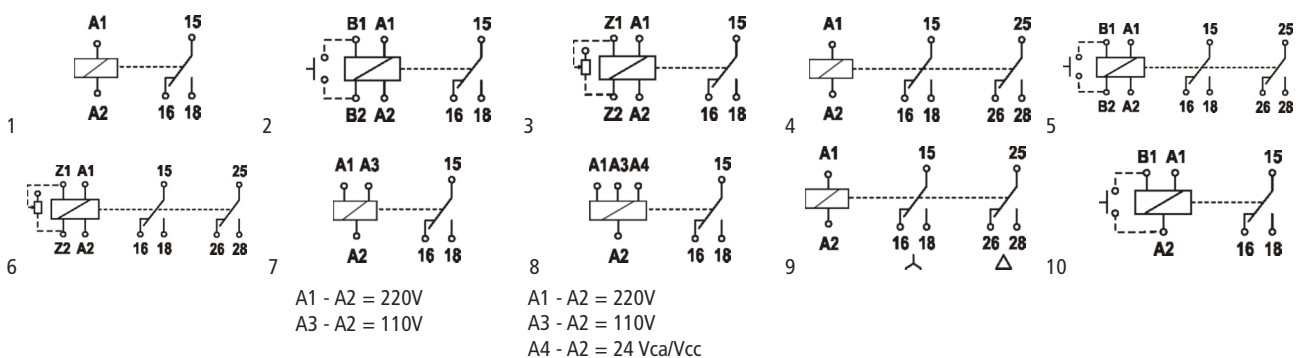 A1 15
A2 16 18
1
B1 A1 15
B2 A2 16 18
2
Z1 A1 15
Z2 A2 16 18
3
A1 15 25
A2 16 18 26 28
4
B1 A1 15 25
B2 A2 16 18 26 28
5
Z1 A1 15 25
Z2 A2 16 18 26 28
6
A1 A3 15
A2 16 18
7
A1 - A2 = 220V
A3 - A2 = 110V
A1 A3 A4 15
A2 16 18
8
A1 - A2 = 220V
A3 - A2 = 110V
A4 - A2 = 24 Vca/Vcc
A1 15 25
A2 16 18 26 28
9
B1 A1 15
A2 16 18
10